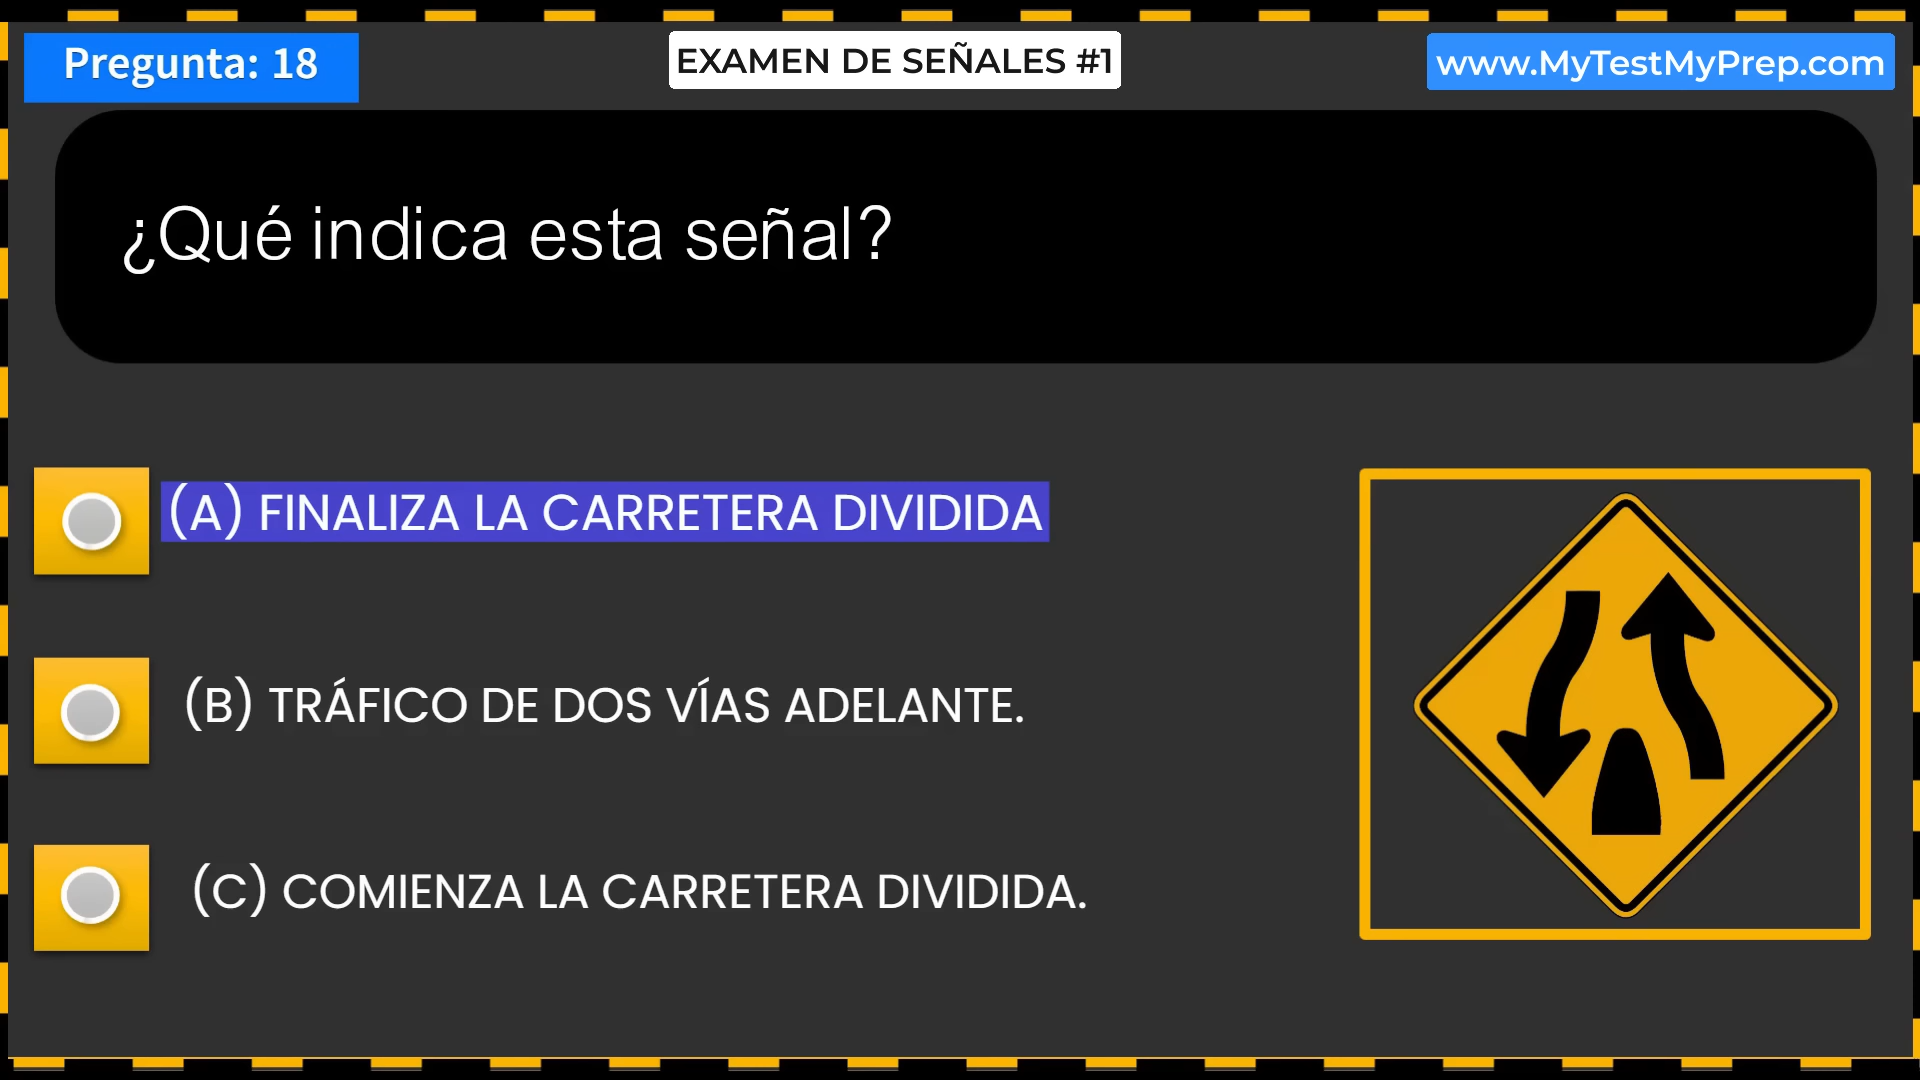 Pregunta: 18
EXAMEN DE SEÑALES #1
www.MyTestMyPrep.com
¿Qué indica esta señal?
(A) FINALIZA LA CARRETERA DIVIDIDA
(B) TRÁFICO DE DOS VÍAS ADELANTE.
(C) COMIENZA LA CARRETERA DIVIDIDA.